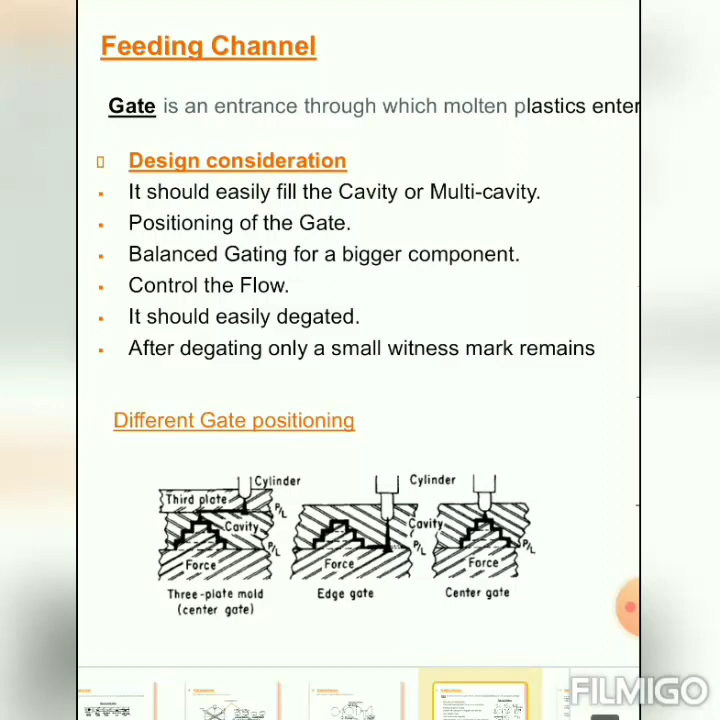 Feeding Channel
Gate is an entrance through which molten plastics enter
Design consideration
It should easily fill the Cavity or Multi-cavity.
Positioning of the Gate.
Balanced Gating for a bigger component.
Control the Flow.
It should easily degated.
After degating only a small witness mark remains
Different Gate positioning
Cylinder Cylinder
Third plate P/L
Cavity Cavity
P/L P/L P/L
Force Force Force
Three-plate mold Edge gate Center gate
(center gate)
FILMIGO